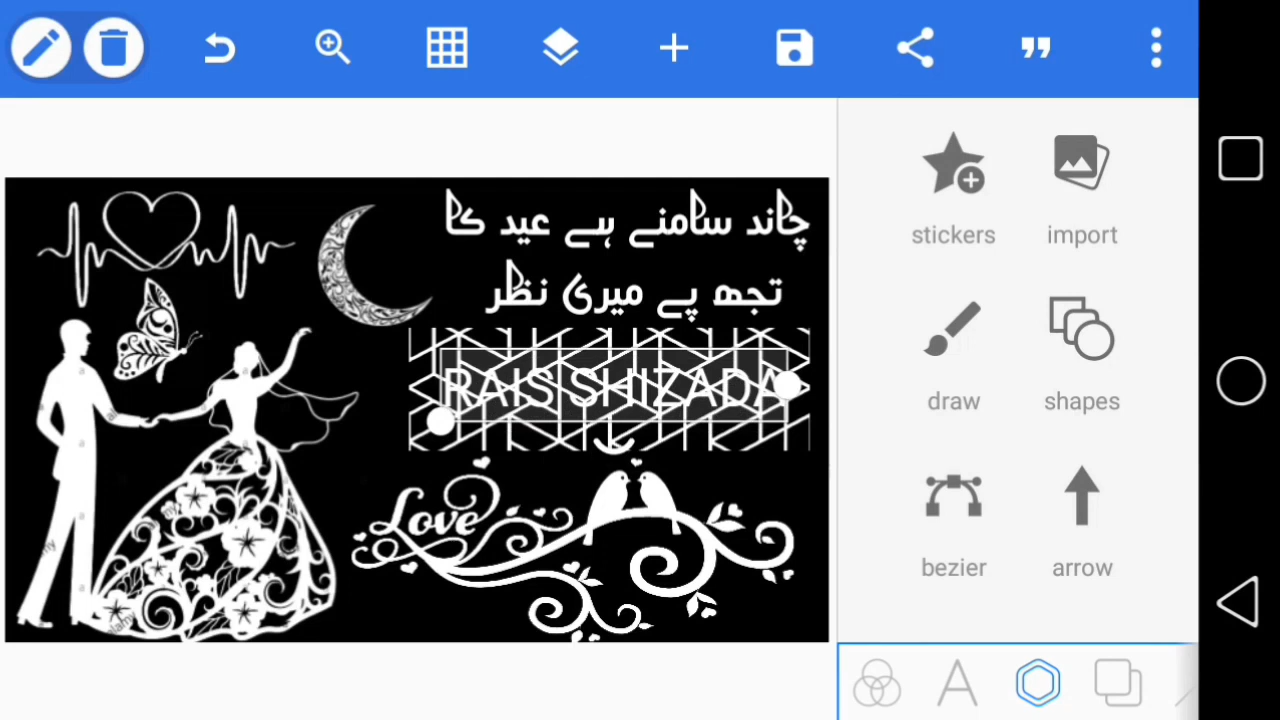 چاند سامنے ہے عید کا
تجھ پے میری نظر
RAIS SHIZADA
Love
stickers
import
draw
shapes
bezier
arrow